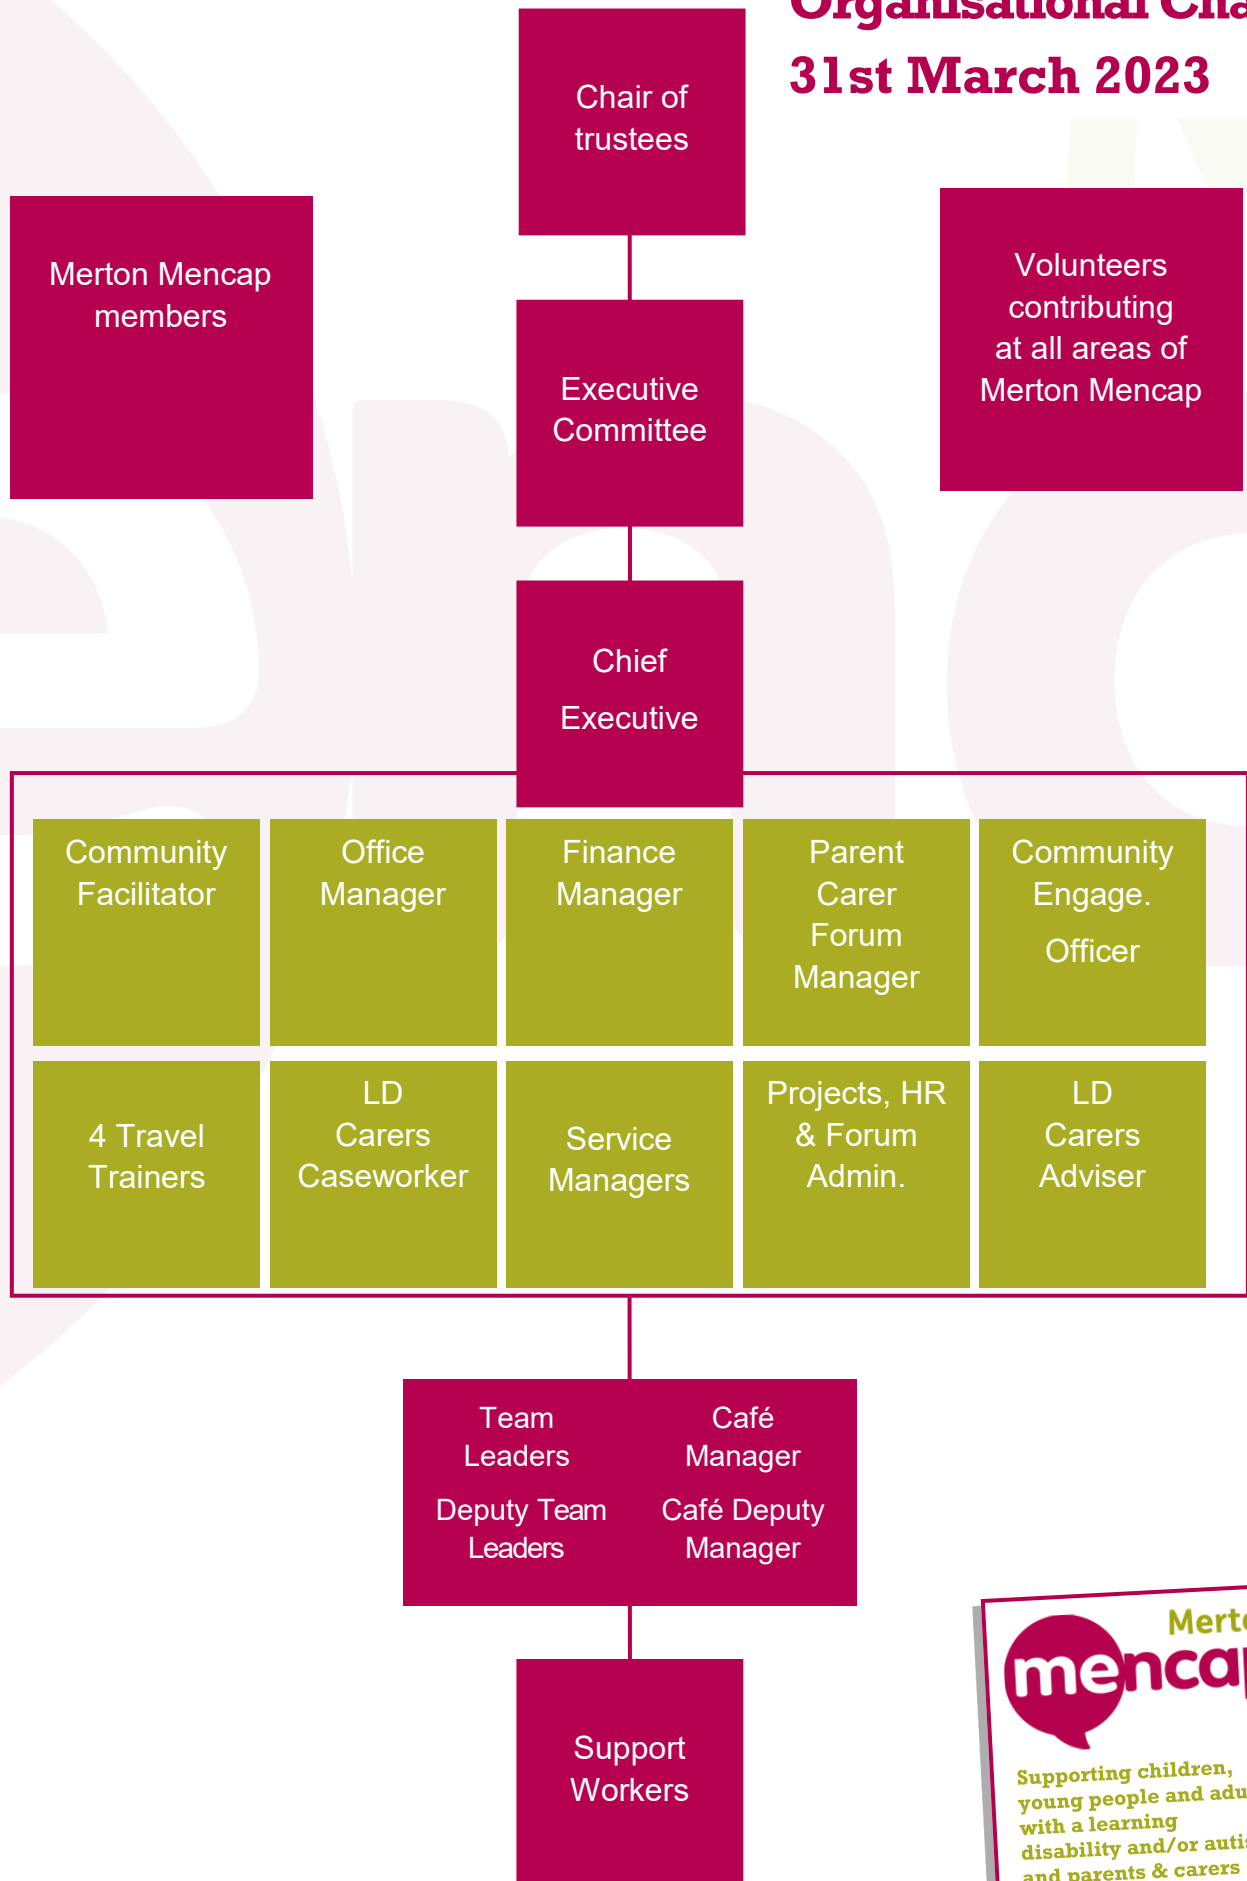 Organisational Cha
31st March 2023
Chair of
trustees
Merton Mencap
members
Volunteers
contributing
at all areas of
Merton Mencap
Executive
Committee
Chief
Executive
Community
Facilitator
Office
Manager
Finance
Manager
Parent
Carer
Forum
Manager
Community
Engage.
Officer
4 Travel
Trainers
LD
Carers
Caseworker
Service
Managers
Projects, HR
& Forum
Admin.
LD
Carers
Adviser
Team
Leaders
Deputy Team
Leaders
Café
Manager
Café Deputy
Manager
Support
Workers
Merto
mencap
Supporting children,
young people and adu
with a learning
disability and/or autis
and parents & carers